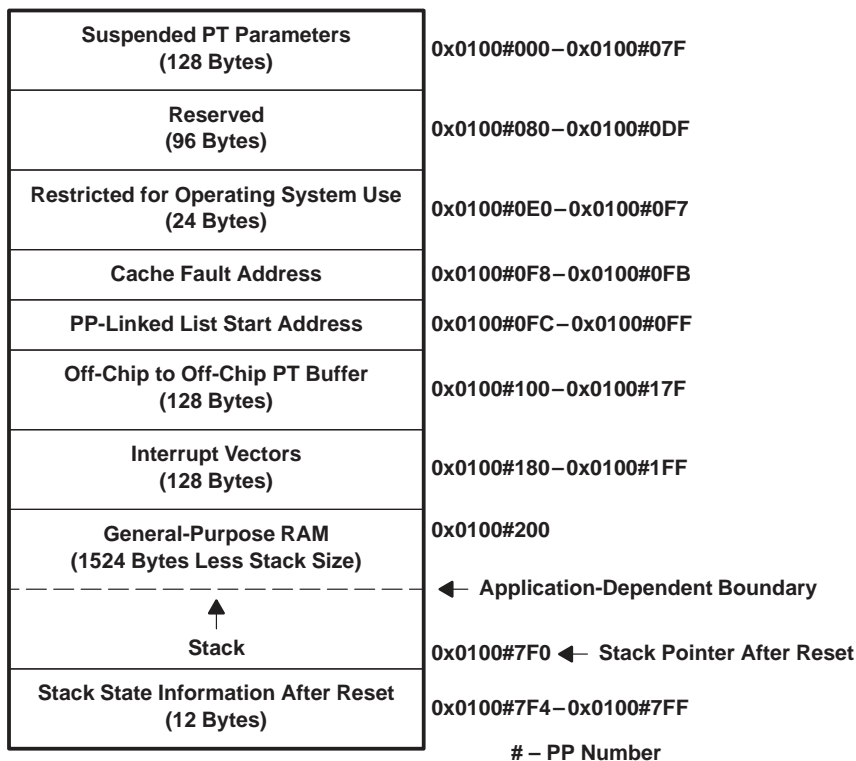 Suspended PT Parameters
(128 Bytes)
0x0100#000–0x0100#07F
Reserved
(96 Bytes)
0x0100#080–0x0100#0DF
Restricted for Operating System Use
(24 Bytes)
0x0100#0E0–0x0100#0F7
Cache Fault Address
0x0100#0F8–0x0100#0FB
PP-Linked List Start Address
0x0100#0FC–0x0100#0FF
Off-Chip to Off-Chip PT Buffer
(128 Bytes)
0x0100#100–0x0100#17F
Interrupt Vectors
(128 Bytes)
0x0100#180–0x0100#1FF
General-Purpose RAM
(1524 Bytes Less Stack Size)
0x0100#200
Application-Dependent Boundary
Stack
0x0100#7F0
Stack Pointer After Reset
Stack State Information After Reset
(12 Bytes)
0x0100#7F4–0x0100#7FF
# – PP Number